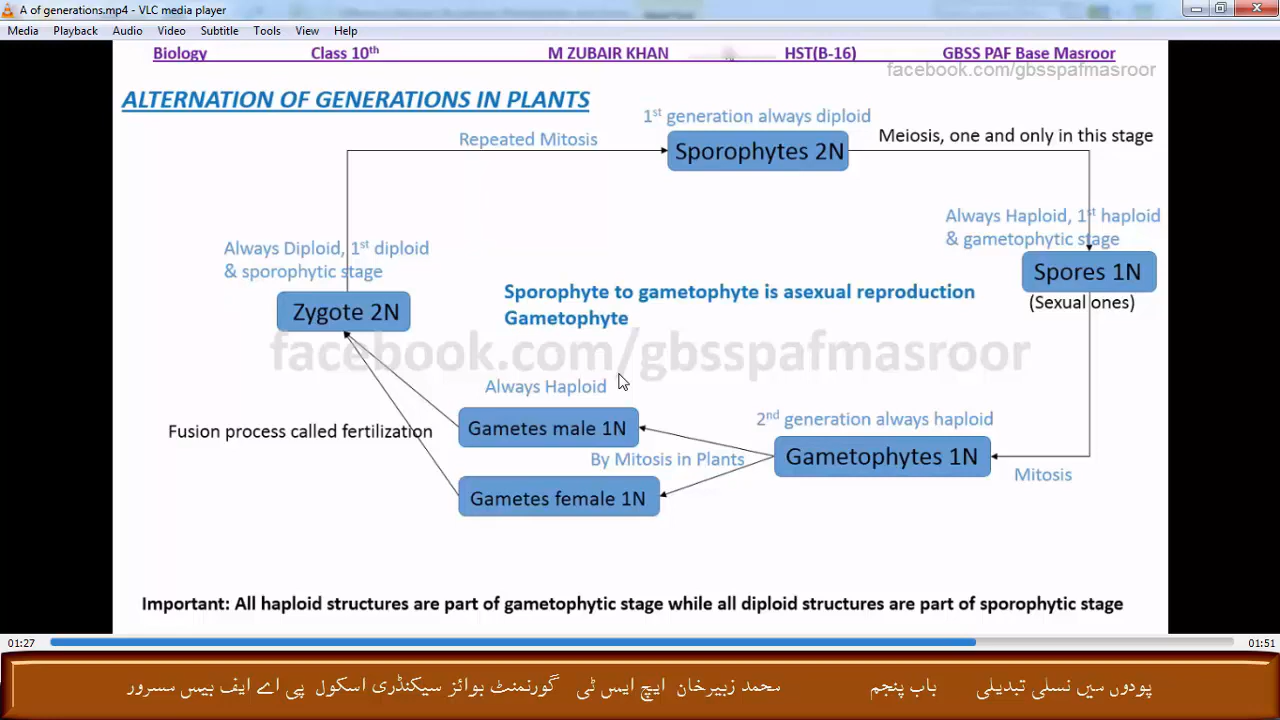 A of generations.mp4 - VLC media player
Media Playback Audio Video Subtitle Tools View Help
Biology Class 10th M ZUBAIR KHAN HST(B-16) GBSS PAF Base Masroor
facebook.com/gbsspafmasroor
ALTERNATION OF GENERATIONS IN PLANTS
1st generation always diploid
Repeated Mitosis
Sporophytes 2N
Meiosis, one and only in this stage
Always Haploid, 1st haploid
& gametophytic stage
Always Diploid, 1st diploid
& sporophytic stage
Spores 1N
(Sexual ones)
Sporophyte to gametophyte is asexual reproduction
Gametophyte
Zygote 2N
facebook.com/gbsspafmasroor
Always Haploid
Gametes male 1N
2nd generation always haploid
Fusion process called fertilization
By Mitosis in Plants
Gametophytes 1N
Mitosis
Gametes female 1N
Important: All haploid structures are part of gametophytic stage while all diploid structures are part of sporophytic stage
01:27 01:51
پودوں میں نسلی تبدیلی باب پنجم محمد زبیرخان ایچ ایس ٹی گورنمنٹ بوائز سیکنڈری اسکول پی اے ایف بیس مسرور